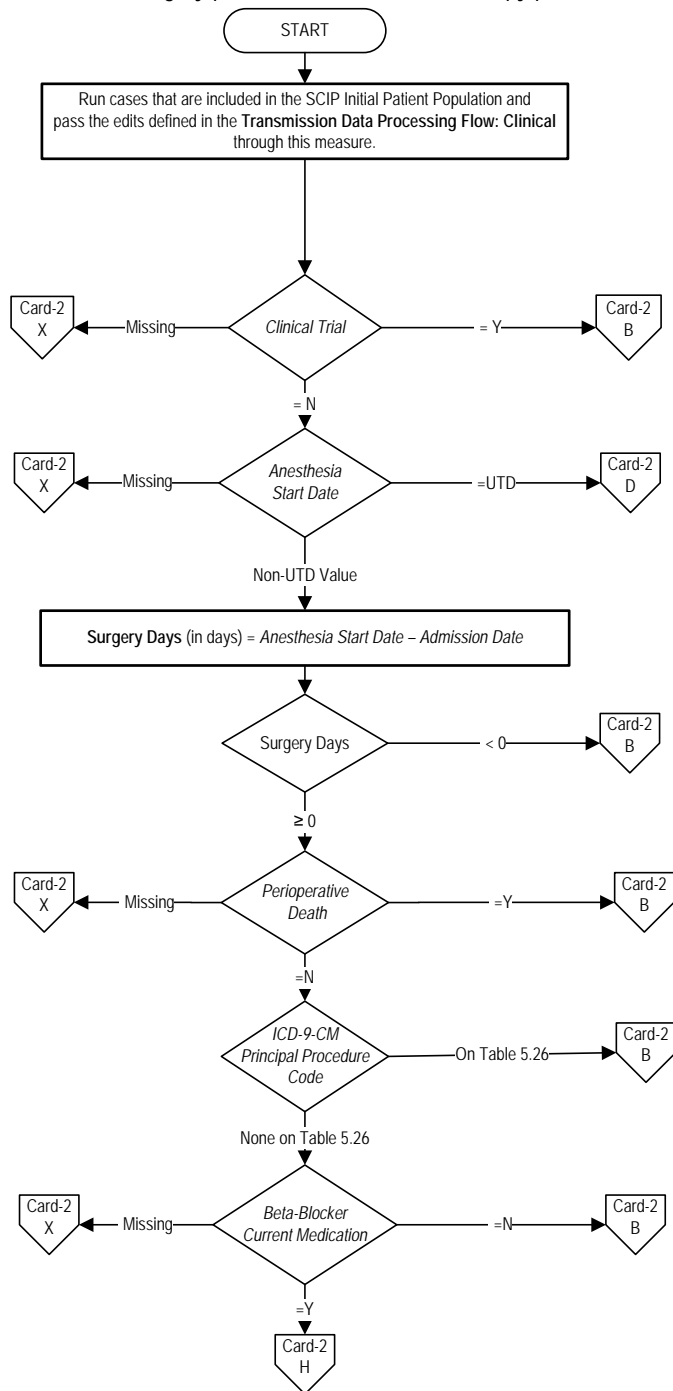 START
Run cases that are included in the SCIP Initial Patient Population and
pass the edits defined in the Transmission Data Processing Flow: Clinical
through this measure.
Card-2
X
Missing
Clinical Trial
= Y
Card-2
B
= N
Card-2
X
Missing
Anesthesia
Start Date
=UTD
Card-2
D
Non-UTD Value
Surgery Days (in days) = Anesthesia Start Date – Admission Date
Surgery Days
< 0
Card-2
B
≥ 0
Card-2
X
Missing
Perioperative
Death
=Y
Card-2
B
=N
ICD-9-CM
Principal Procedure
Code
On Table 5.26
Card-2
B
None on Table 5.26
Card-2
X
Missing
Beta-Blocker
Current Medication
=N
Card-2
B
=Y
Card-2
H